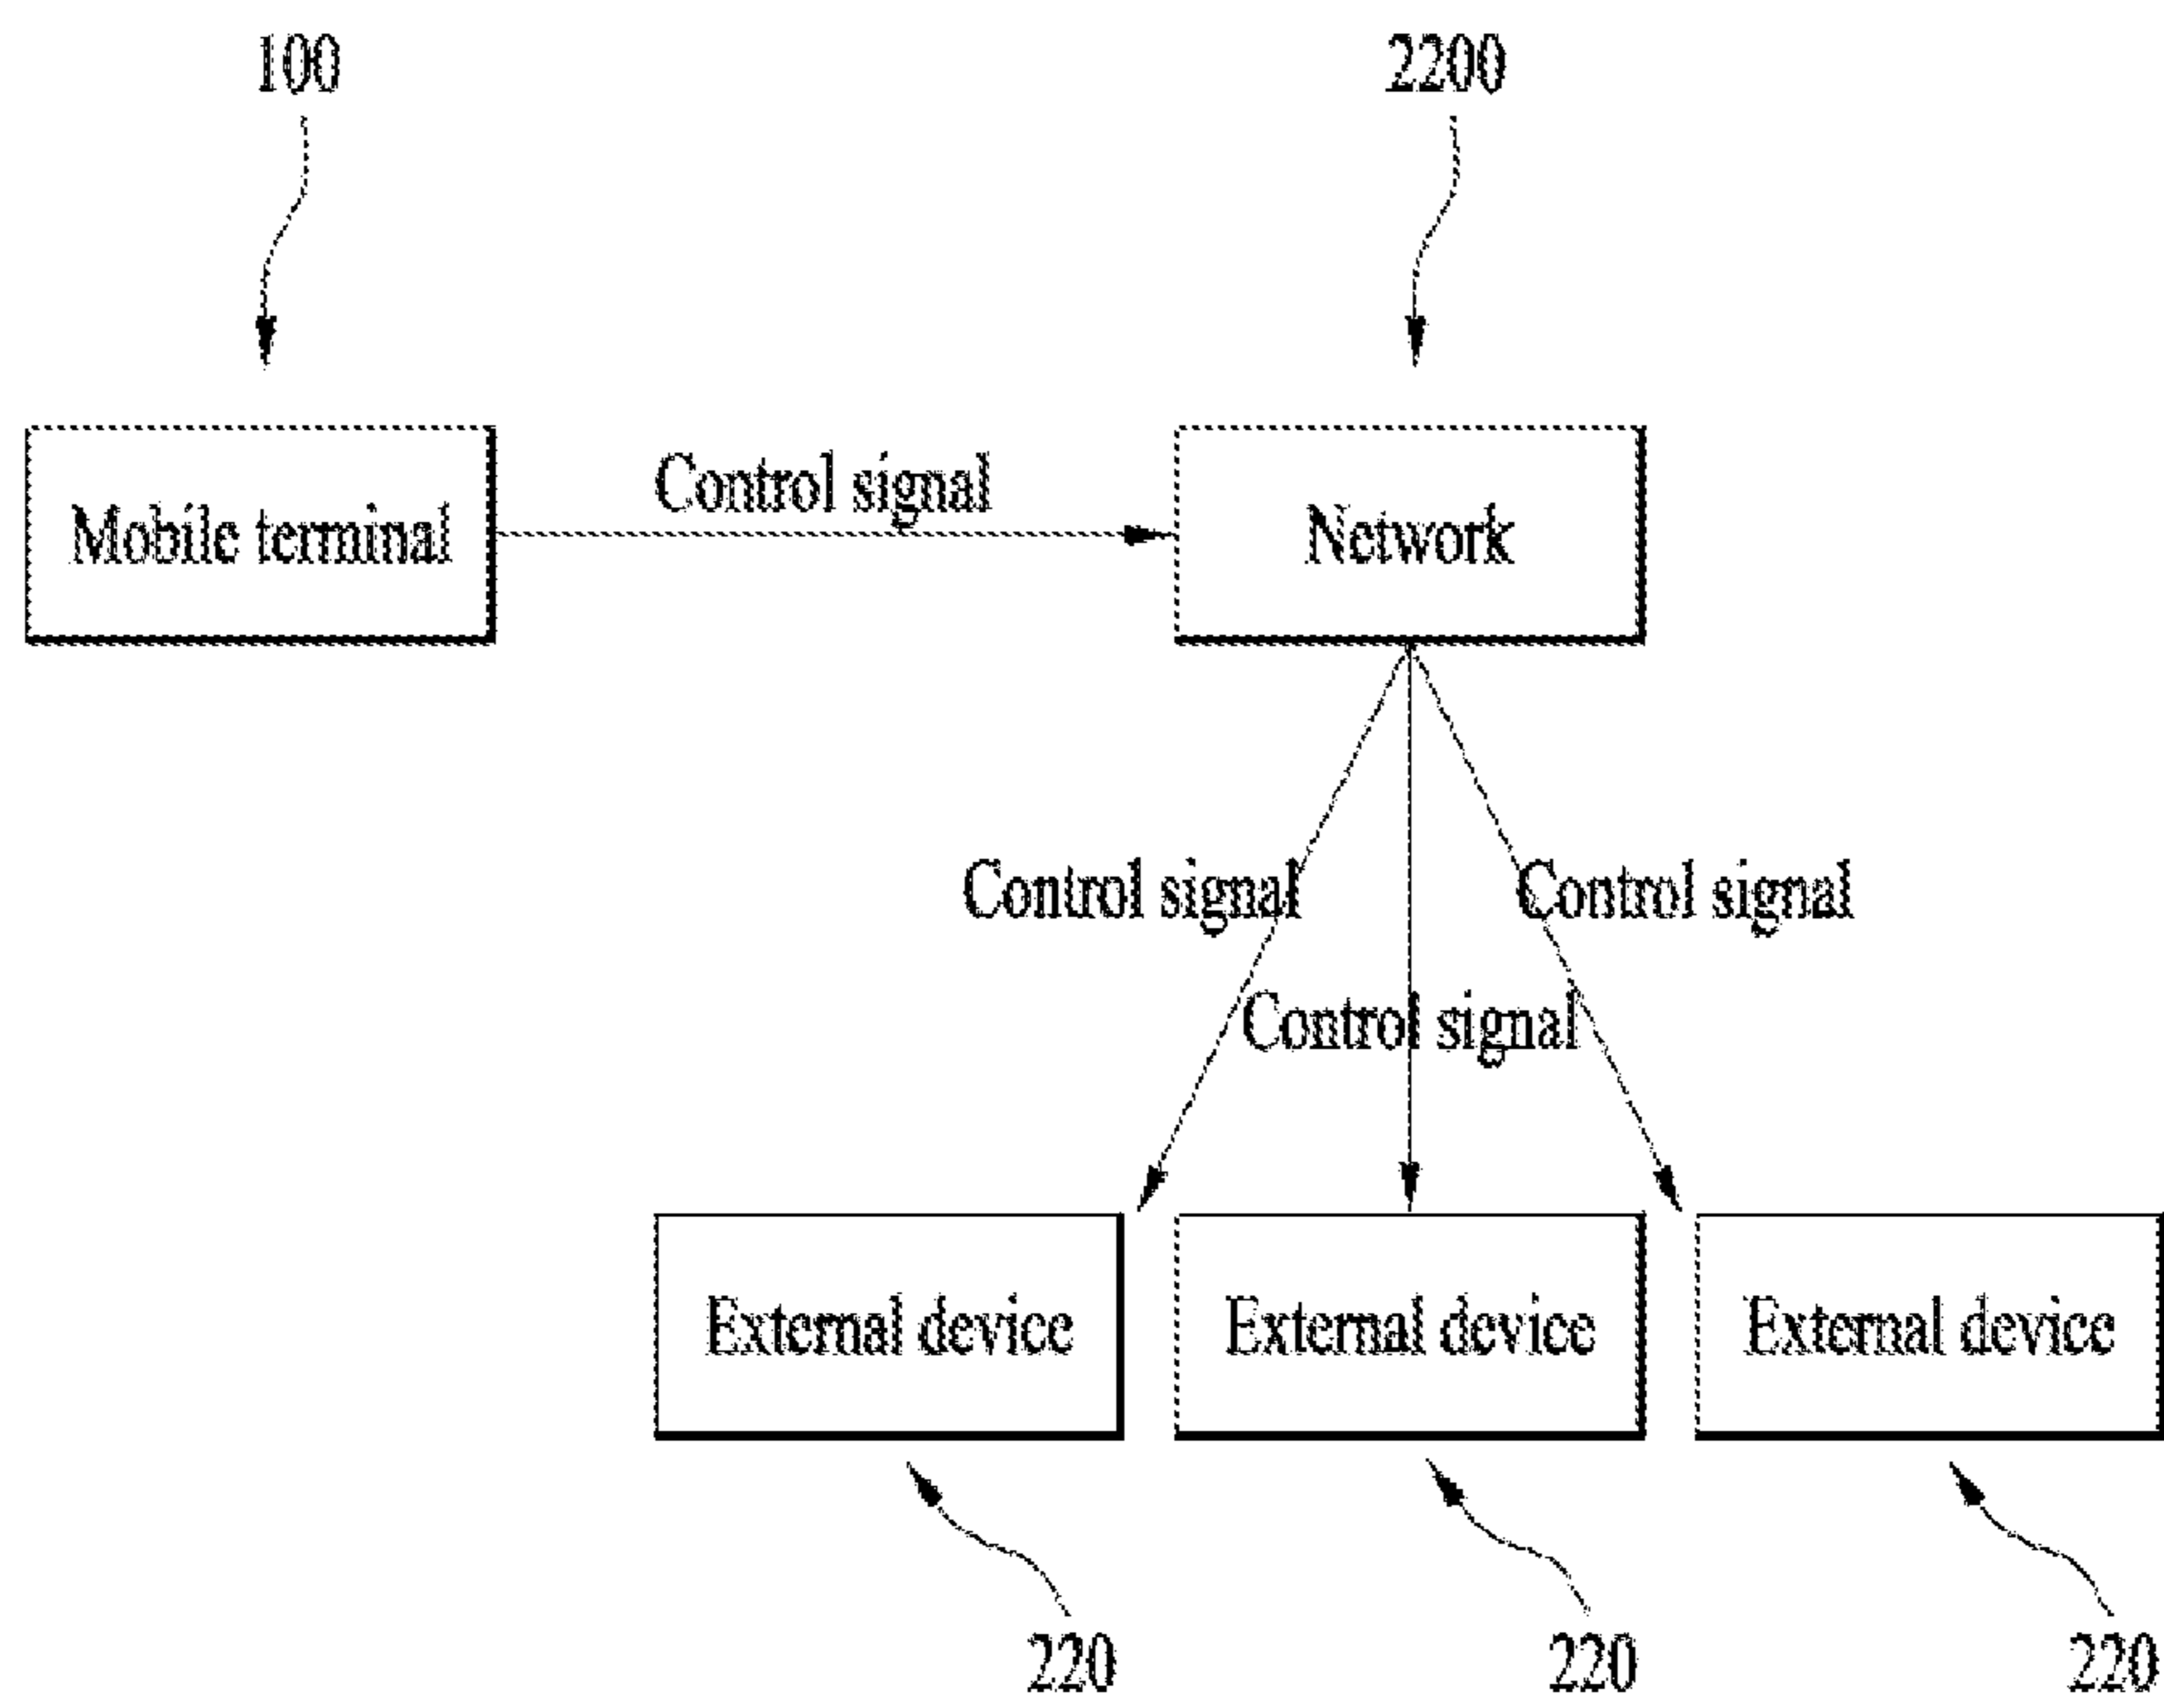 100
2200
Mobile terminal
Control signal
Network
Control signal
Control signal
Control signal
External device
External device
External device
220
220
220